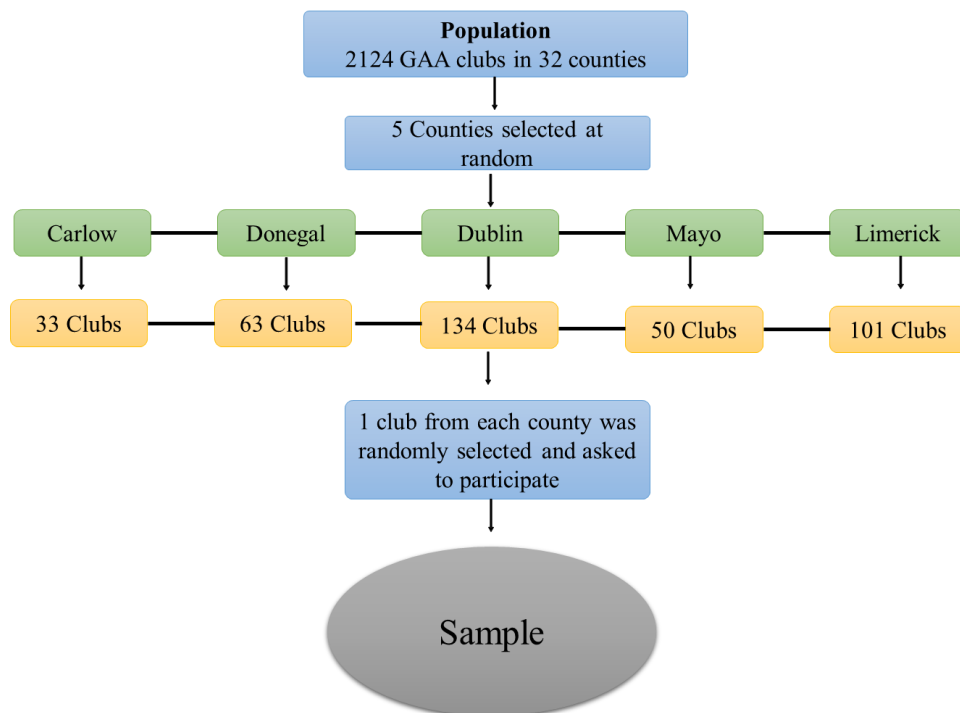 Population
2124 GAA clubs in 32 counties
5 Counties selected at
random
Carlow
Donegal
Dublin
Mayo
Limerick
33 Clubs
63 Clubs
134 Clubs
50 Clubs
101 Clubs
1 club from each county was
randomly selected and asked
to participate
Sample